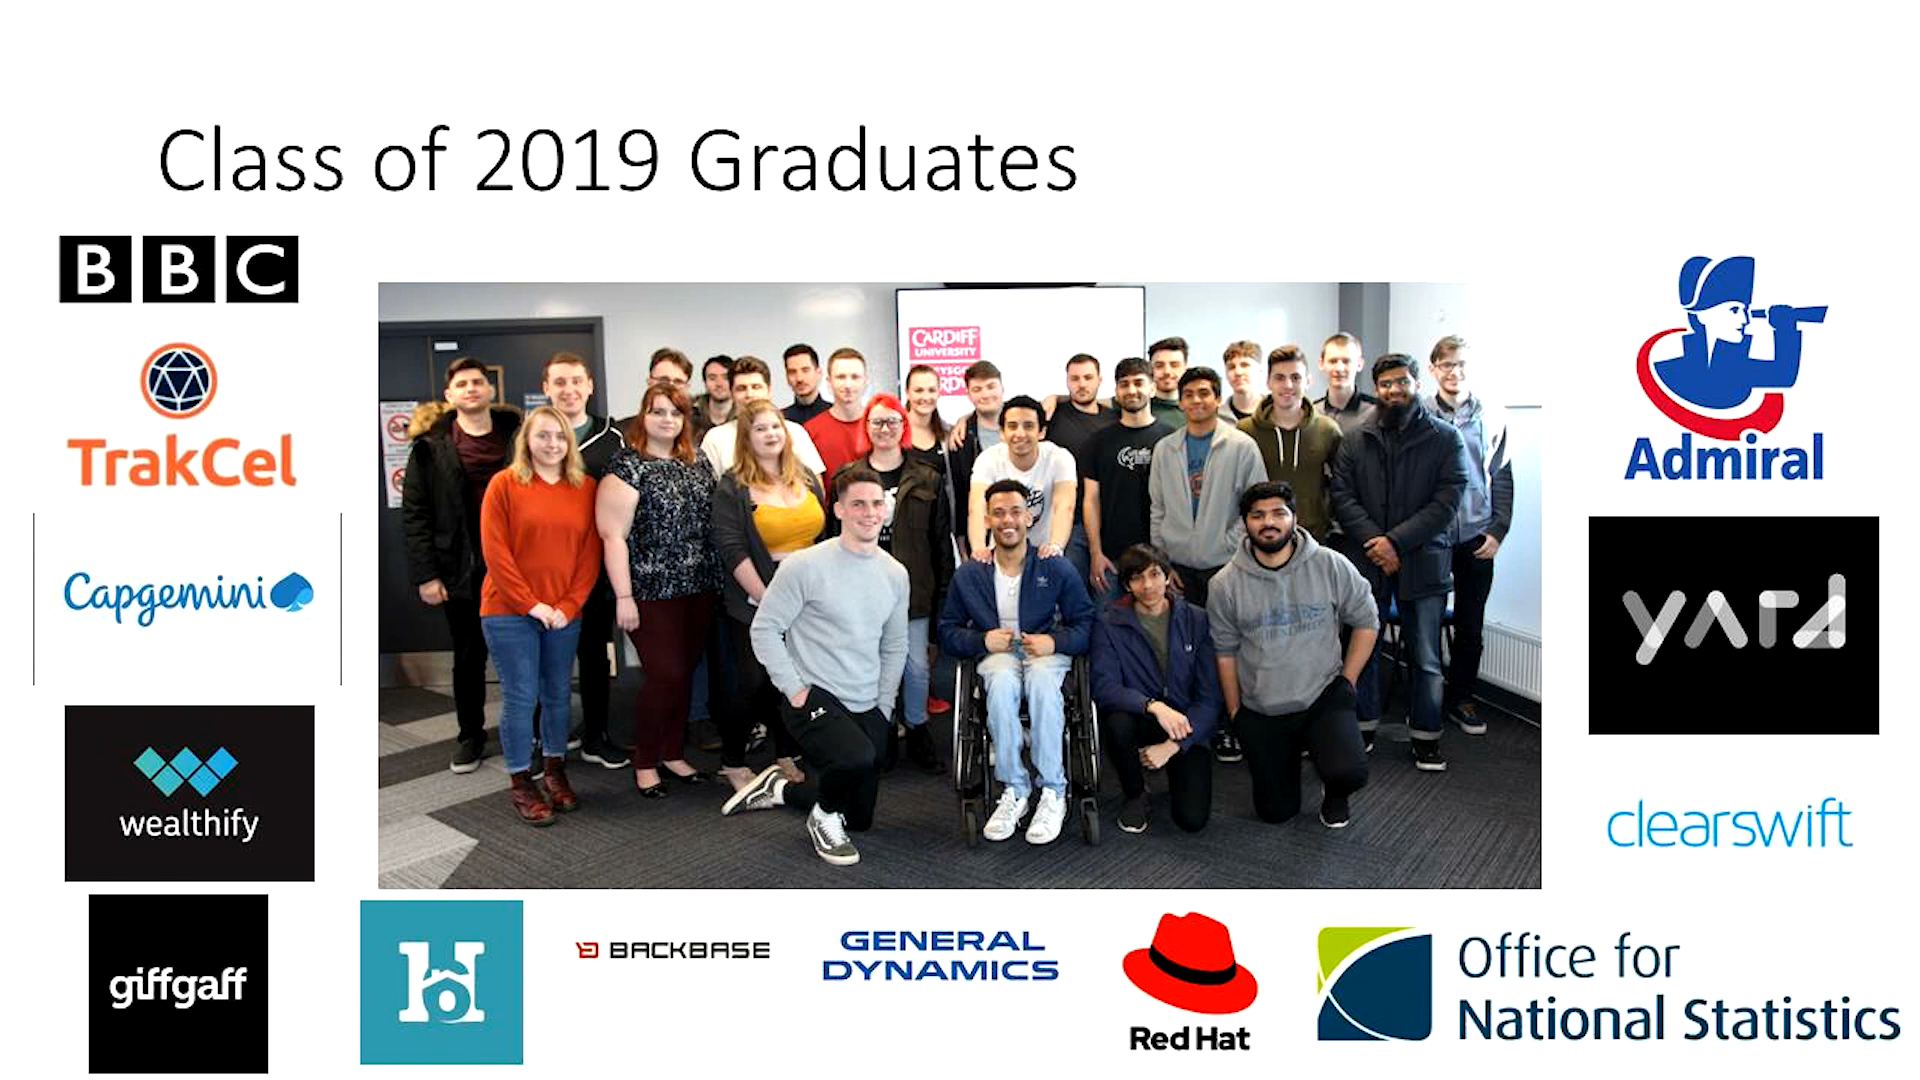 Class of 2019 Graduates
BBC
TrakCel
Capgemini
wealthify
giffgaff
BACKBASE
GENERAL
DYNAMICS
Red Hat
Office for
National Statistics
Admiral
yard
clearswift
CARDIFF
UNIVERSITY